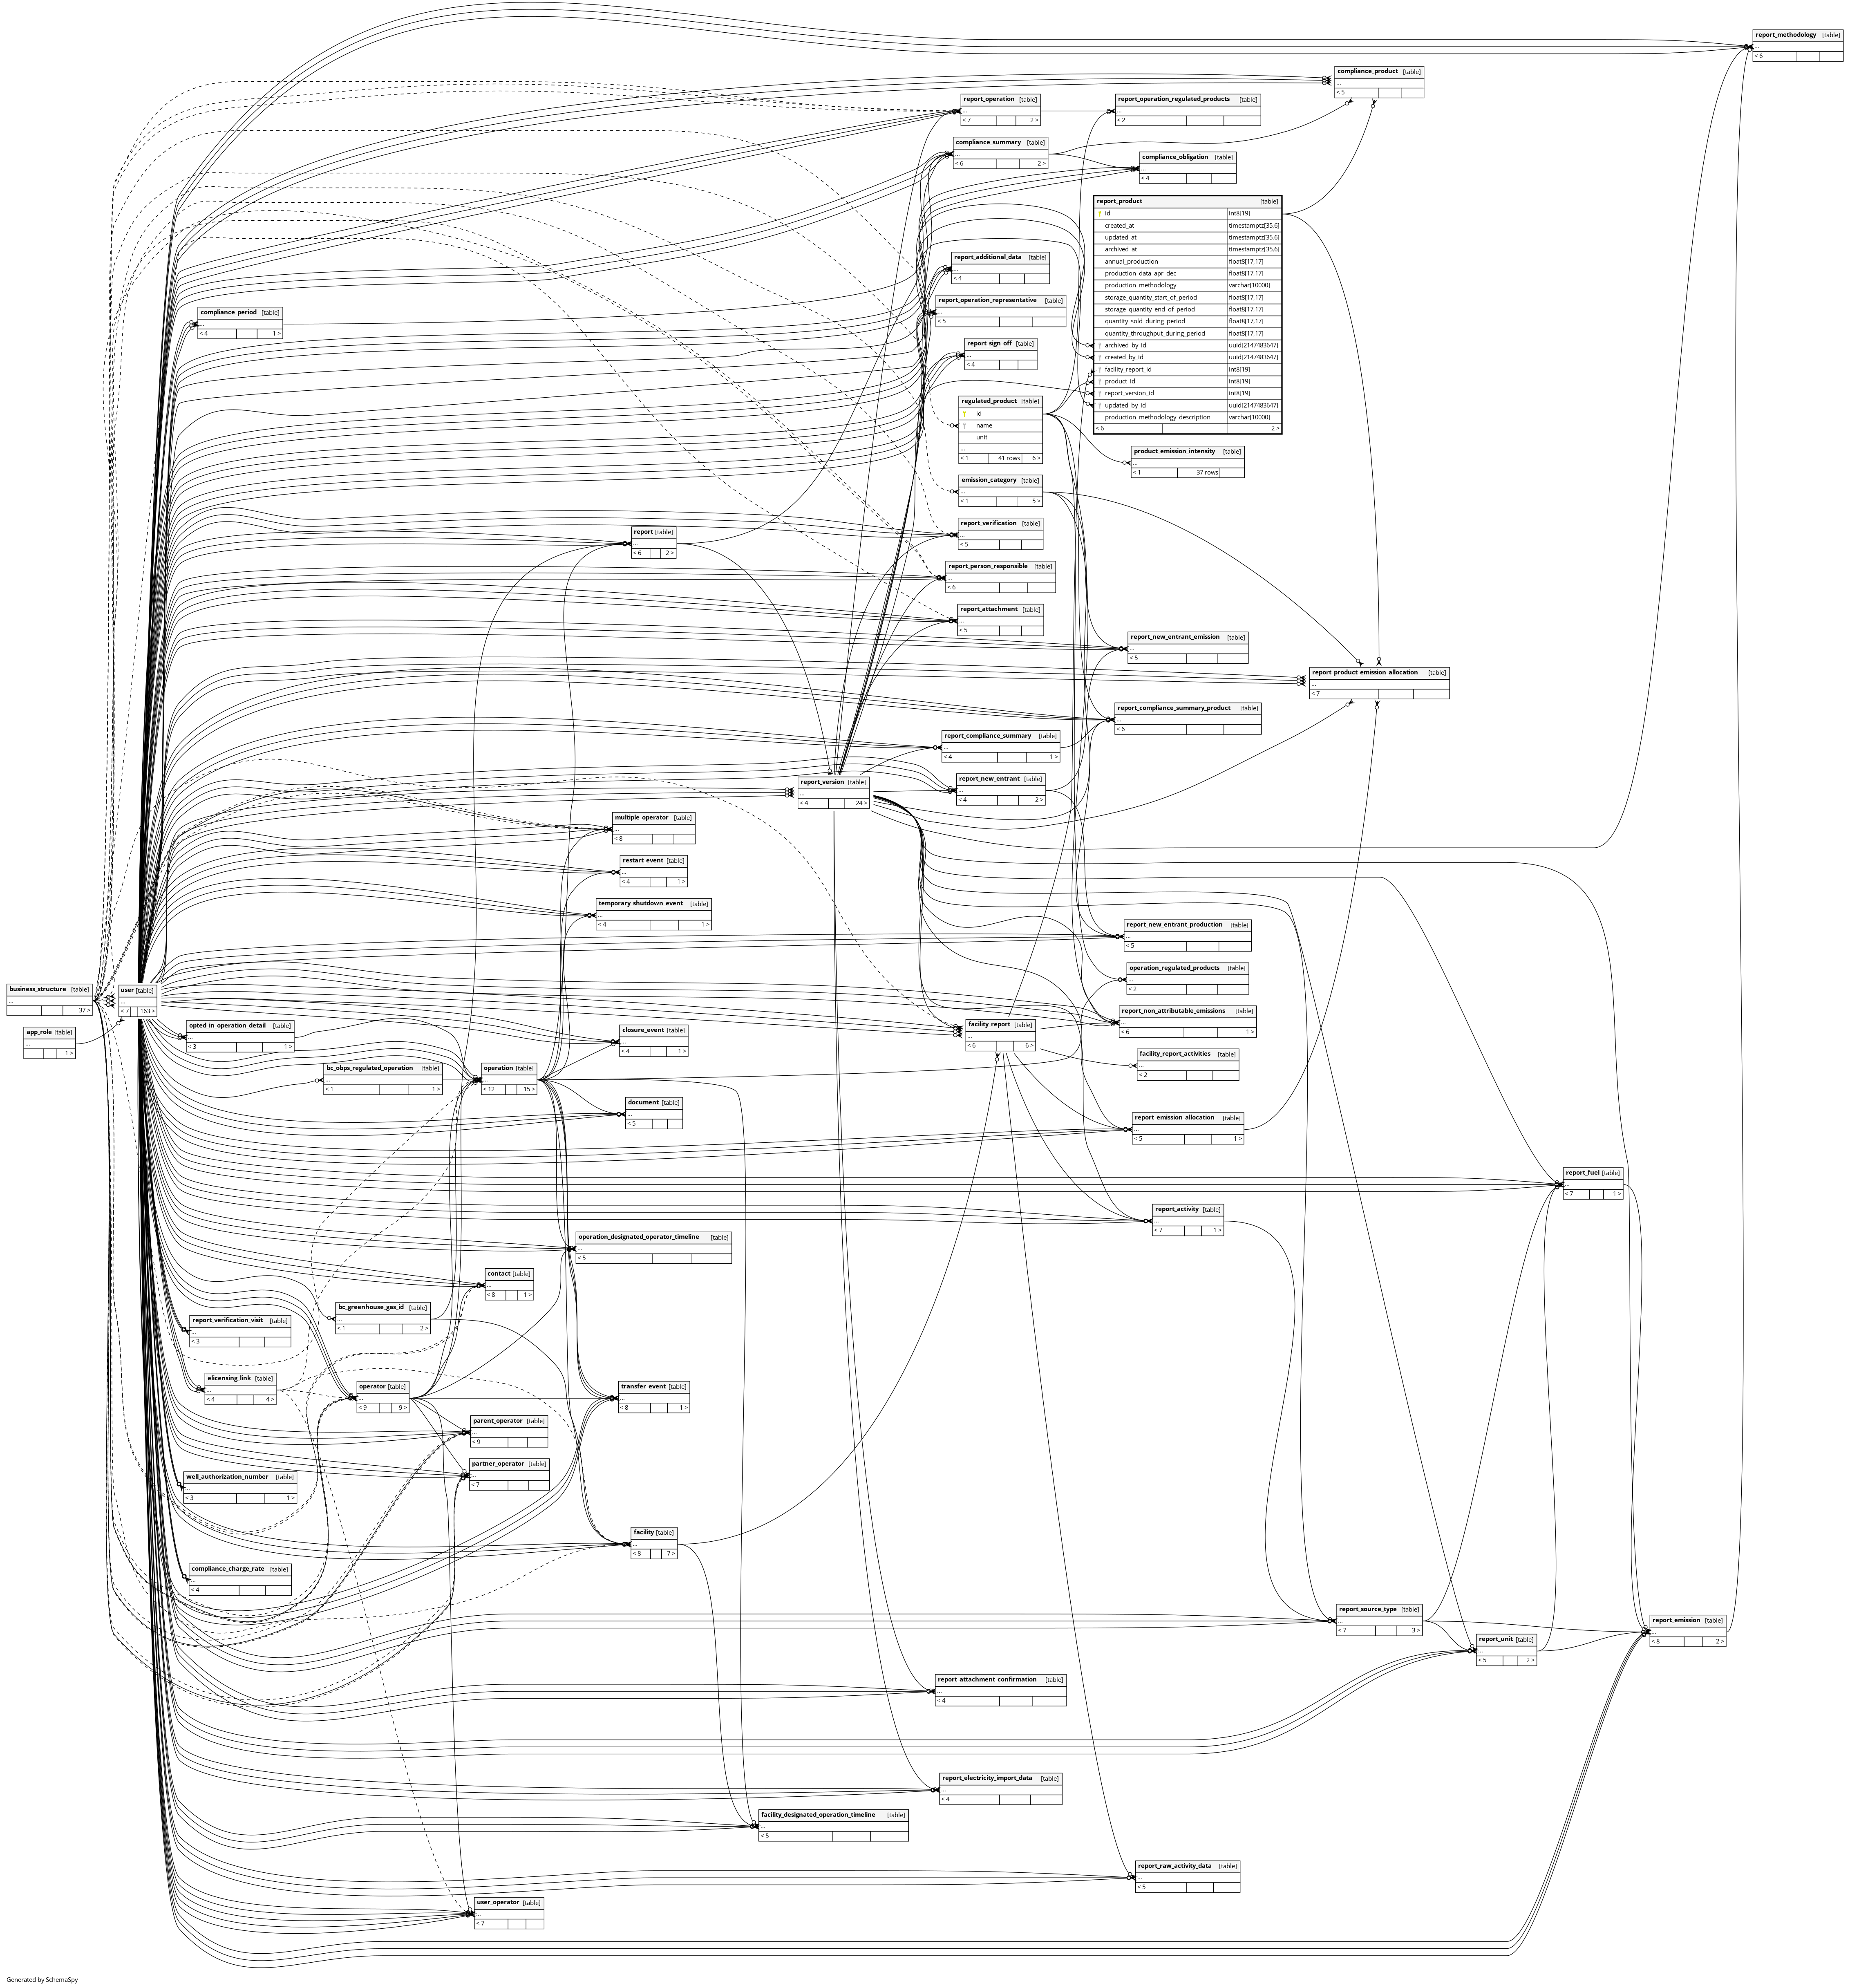 report_methodology [table]
...
< 6
compliance_product [table]
...
< 5
report_operation [table]
...
< 7 2 >
report_operation_regulated_products [table]
...
< 2
compliance_summary [table]
...
< 6 2 >
compliance_obligation [table]
...
< 4
report_product [table]
id int8[19]
created_at timestamptz[35,6]
updated_at timestamptz[35,6]
archived_at timestamptz[35,6]
annual_production float8[17,17]
production_data_apr_dec float8[17,17]
production_methodology varchar[10000]
storage_quantity_start_of_period float8[17,17]
storage_quantity_end_of_period float8[17,17]
quantity_sold_during_period float8[17,17]
quantity_throughput_during_period float8[17,17]
archived_by_id uuid[2147483647]
created_by_id uuid[2147483647]
facility_report_id int8[19]
product_id int8[19]
report_version_id int8[19]
updated_by_id uuid[2147483647]
production_methodology_description varchar[10000]
< 6 2 >
report_additional_data [table]
...
< 4
report_operation_representative [table]
...
< 5
compliance_period [table]
...
< 4 1 >
report_sign_off [table]
...
< 4
regulated_product [table]
id
name
unit
...
< 1 41 rows 6 >
product_emission_intensity [table]
...
< 1 37 rows
emission_category [table]
...
< 1 5 >
report_verification [table]
...
< 5
report [table]
...
< 6 2 >
report_person_responsible [table]
...
< 6
report_attachment [table]
...
< 5
report_new_entrant_emission [table]
...
< 5
report_product_emission_allocation [table]
...
< 7
report_compliance_summary_product [table]
...
< 6
report_compliance_summary [table]
...
< 4 1 >
report_version [table]
...
< 4 24 >
report_new_entrant [table]
...
< 4 2 >
multiple_operator [table]
...
< 8
restart_event [table]
...
< 4 1 >
temporary_shutdown_event [table]
...
< 4 1 >
report_new_entrant_production [table]
...
< 5
operation_regulated_products [table]
...
< 2
business_structure [table]
...
37 >
user [table]
...
< 7 163 >
app_role [table]
...
1 >
opted_in_operation_detail [table]
...
< 3 1 >
closure_event [table]
...
< 4 1 >
facility_report [table]
...
< 6 6 >
report_non_attributable_emissions [table]
...
< 6 1 >
facility_report_activities [table]
...
< 2
bc_obps_regulated_operation [table]
...
< 1 1 >
operation [table]
...
< 12 15 >
document [table]
...
< 5
report_emission_allocation [table]
...
< 5 1 >
report_fuel [table]
...
< 7 1 >
report_activity [table]
...
< 7 1 >
operation_designated_operator_timeline [table]
...
< 5
contact [table]
...
< 8 1 >
bc_greenhouse_gas_id [table]
...
< 1 2 >
report_verification_visit [table]
...
< 3
elicensing_link [table]
...
< 4 4 >
operator [table]
...
< 9 9 >
transfer_event [table]
...
< 8 1 >
parent_operator [table]
...
< 9
partner_operator [table]
...
< 7
well_authorization_number [table]
...
< 3 1 >
facility [table]
...
< 8 7 >
compliance_charge_rate [table]
...
< 4
report_source_type [table]
...
< 7 3 >
report_unit [table]
...
< 5 2 >
report_emission [table]
...
< 8 2 >
report_attachment_confirmation [table]
...
< 4
report_electricity_import_data [table]
...
< 4
facility_designated_operation_timeline [table]
...
< 5
report_raw_activity_data [table]
...
< 5
user_operator [table]
...
< 7
Generated by SchemaSpy